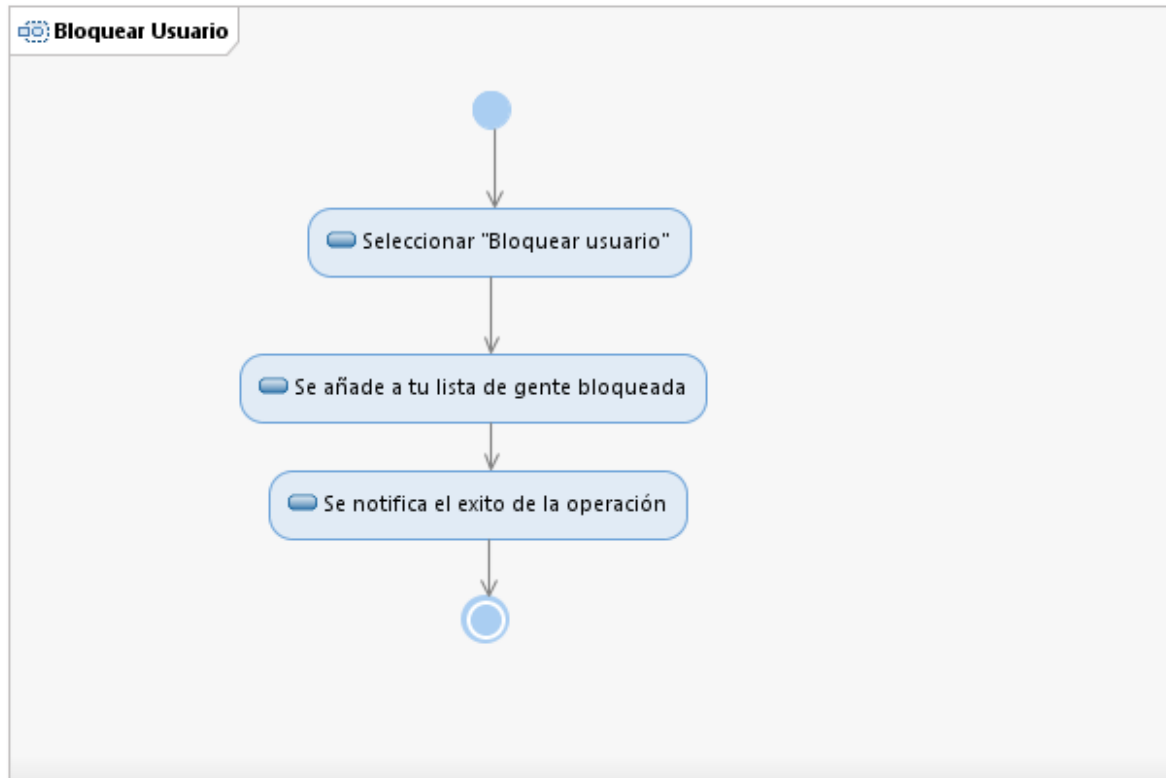 Bloquear Usuario
Seleccionar "Bloquear usuario"
Se añade a tu lista de gente bloqueada
Se notifica el exito de la operación